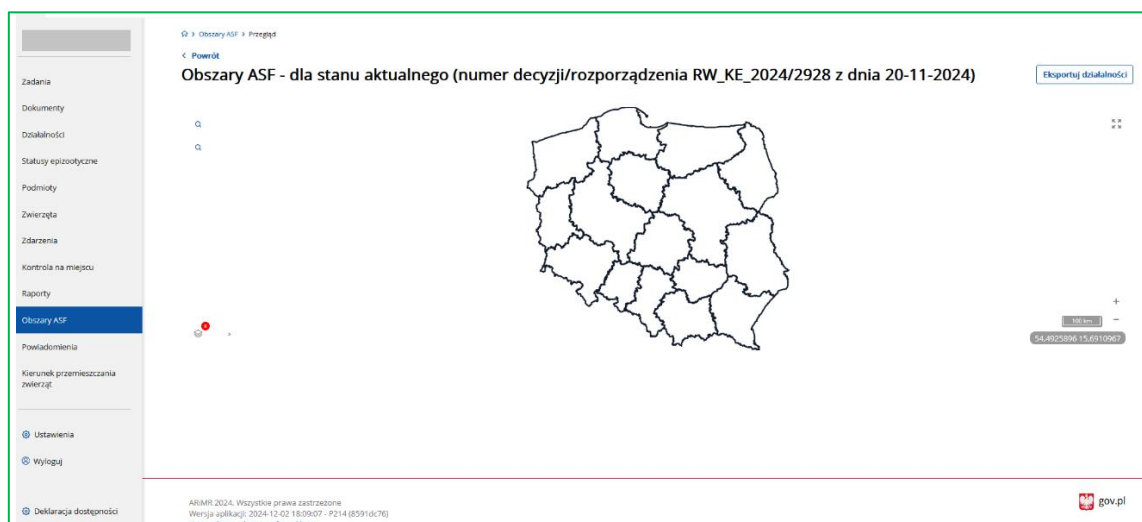 Obszary ASF > Przegląd
Powrót
Obszary ASF - dla stanu aktualnego (numer decyzji/rozporządzenia RW_KE_2024/2928 z dnia 20-11-2024)
Eksportuj działalności
Zadania
Dokumenty
Działalności
Statusy epizootyczne
Podmioty
Zwierzęta
Zdarzenia
Kontrola na miejscu
Raporty
Obszary ASF
Powiadomienia
Kierunek przemieszczania
zwierząt
Ustawienia
Wyloguj
Deklaracja dostępności
+
100 km
−
54.4925896 15.6910967
ARiMR 2024. Wszystkie prawa zastrzeżone
Wersja aplikacji: 2024-12-02 18:09:07 - P214 (8591dc76)
gov.pl